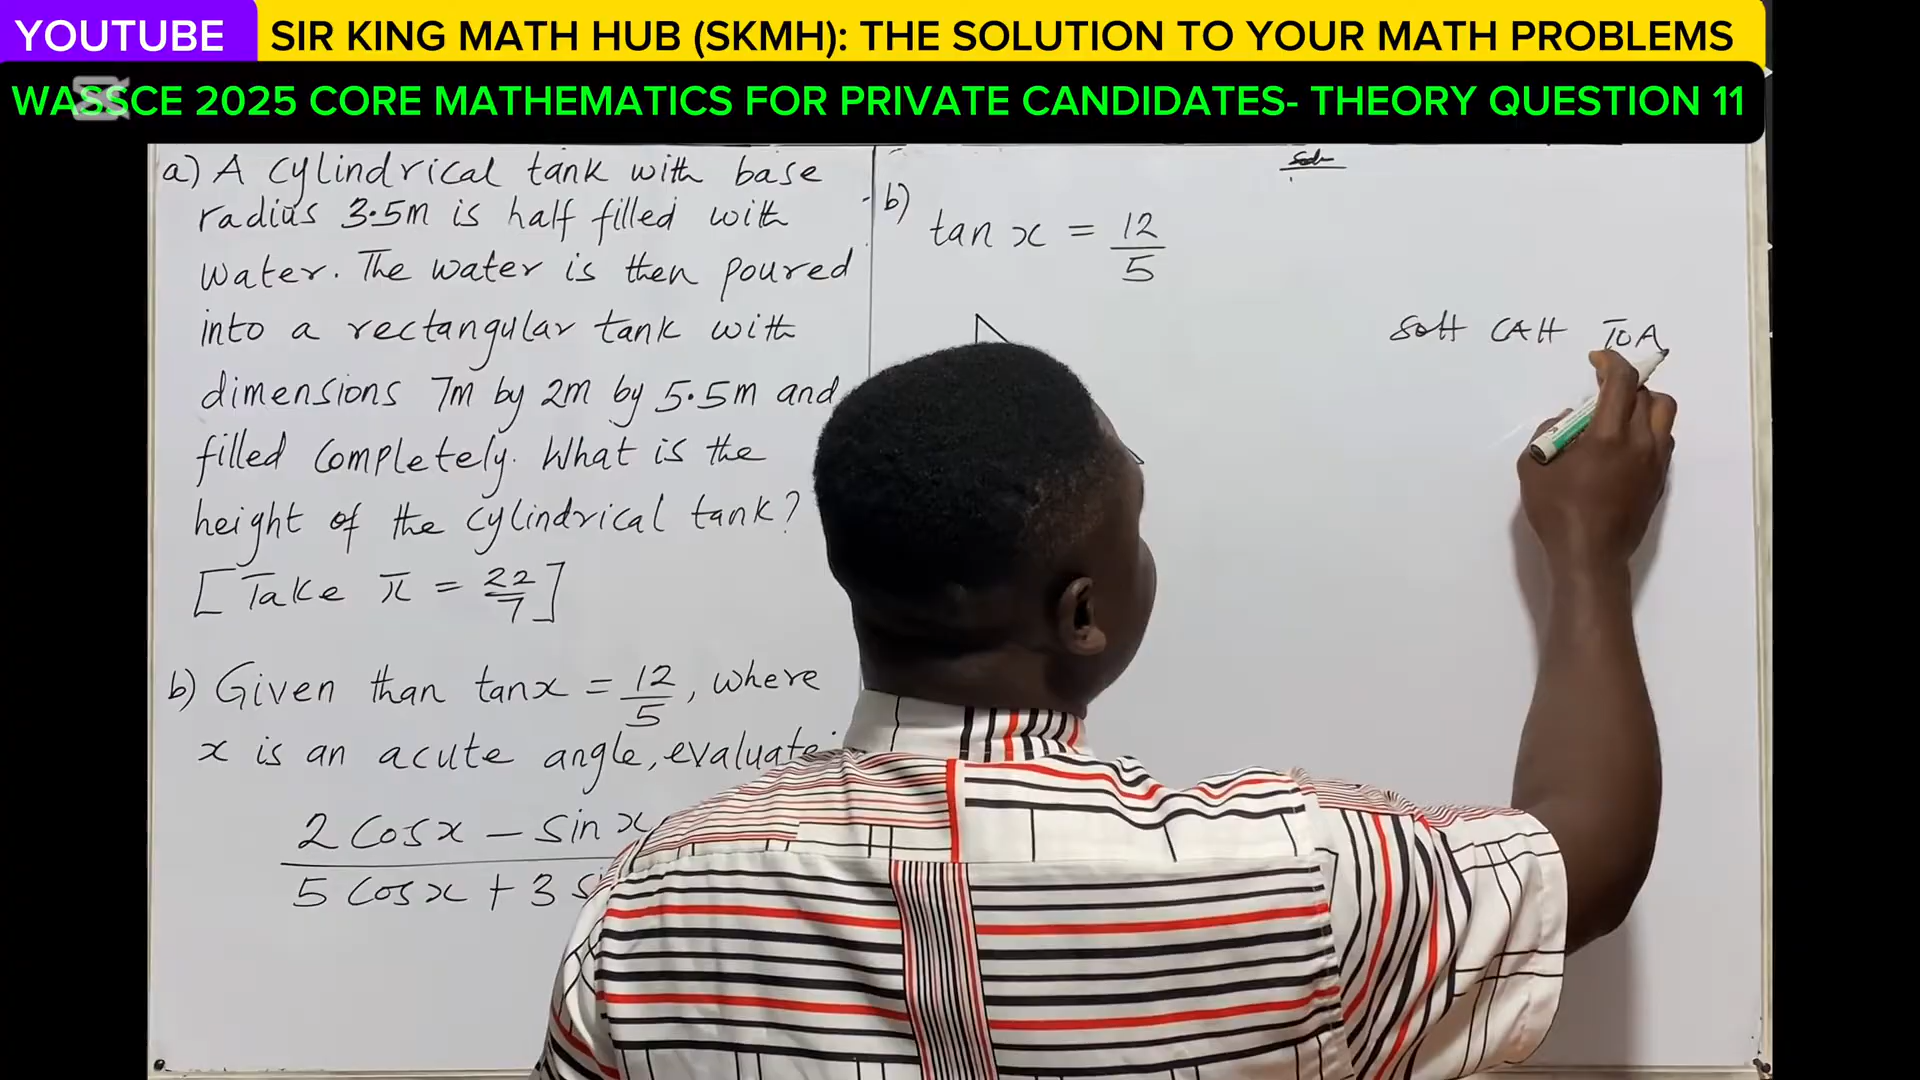 YOUTUBE
SIR KING MATH HUB (SKMH): THE SOLUTION TO YOUR MATH PROBLEMS
WASSCE 2025 CORE MATHEMATICS FOR PRIVATE CANDIDATES- THEORY QUESTION 11
a) A cylindrical tank with base
radius 3.5m is half filled with
water. The water is then poured
into a rectangular tank with
dimensions 7m by 2m by 5.5m and
filled completely. What is the
height of the cylindrical tank?
[Take π = 22/7]
b) Given than tanx = 12/5, where
x is an acute angle, evaluate
2 cosx - sin x
5 cosx + 3 s
Soln
b)
tan x = 12/5
SOH CAH TOA